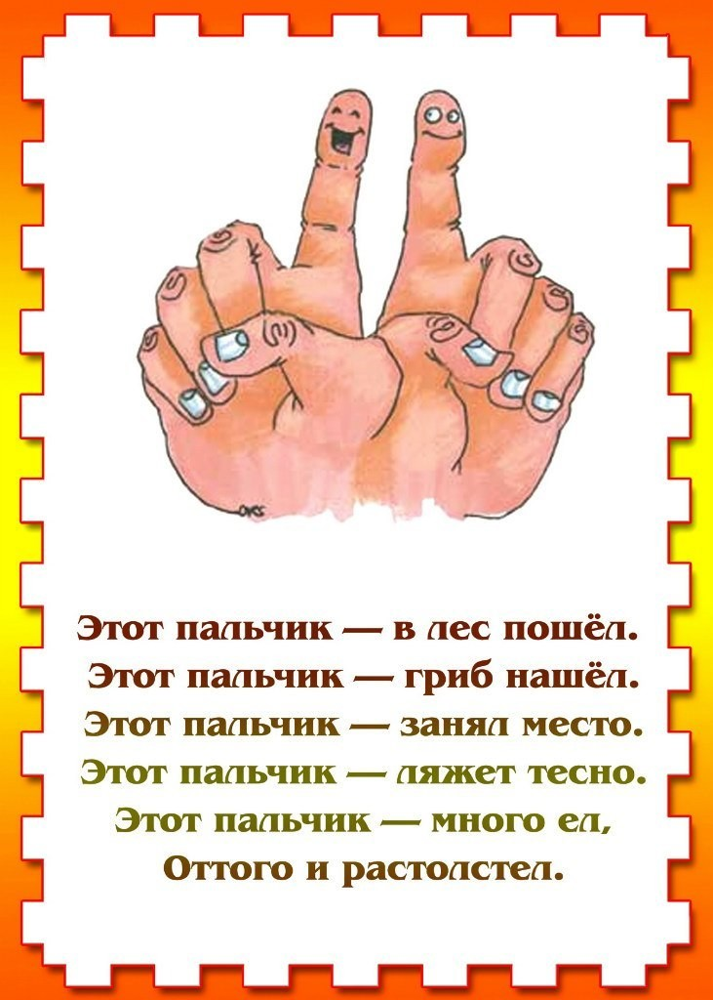 Этот пальчик — в лес пошёл.
Этот пальчик — гриб нашёл.
Этот пальчик — занял место.
Этот пальчик — ляжет тесно.
Этот пальчик — много ел,
Оттого и растолстел.